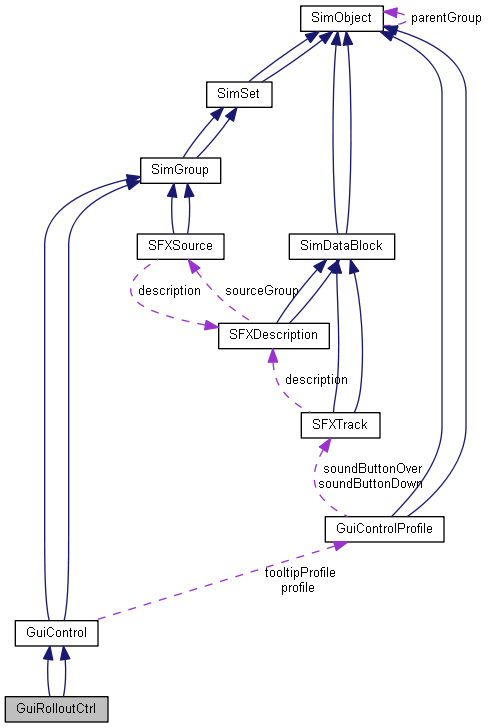 SimObject
parentGroup
SimSet
SimGroup
SFXSource
SimDataBlock
description
sourceGroup
SFXDescription
description
SFXTrack
soundButtonOver
soundButtonDown
GuiControlProfile
tooltipProfile
profile
GuiControl
GuiRolloutCtrl